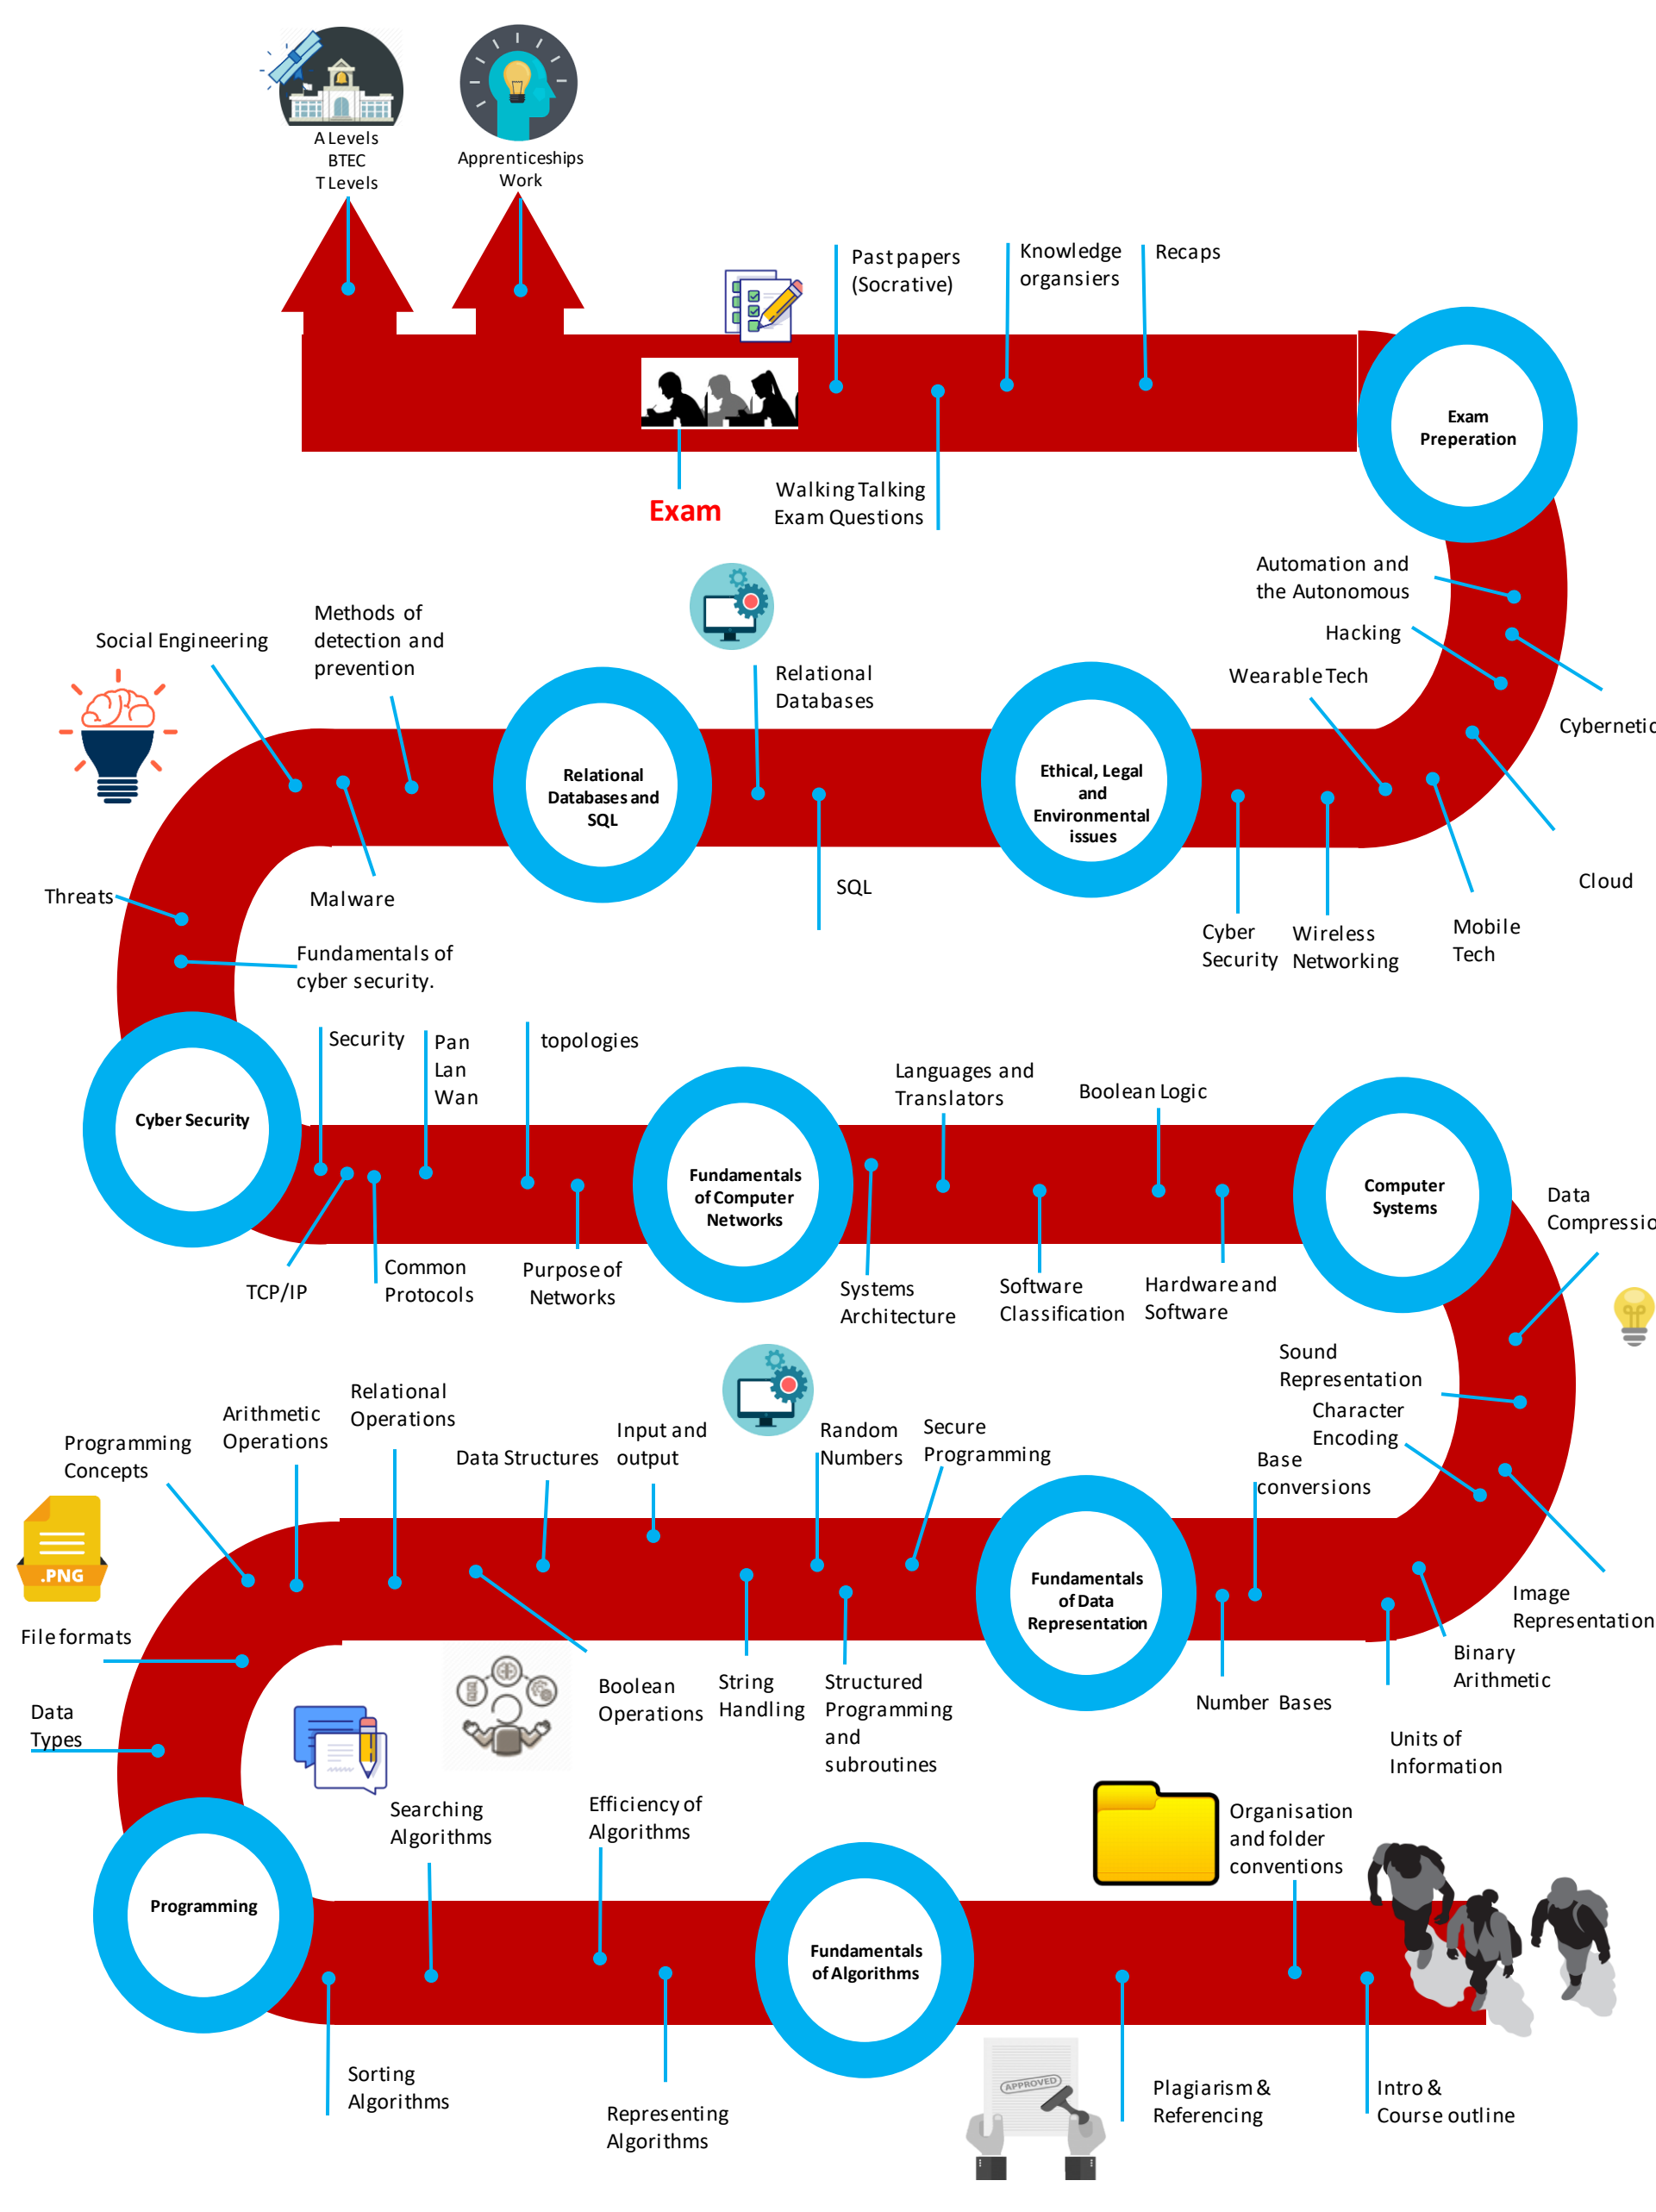 A Levels
BTEC
T Levels
Apprenticeships
Work
Past papers
(Socrative)
Knowledge
organsiers
Recaps
Exam
Preperation
Exam
Walking Talking
Exam Questions
Automation and
the Autonomous
Hacking
Wearable Tech
Cybernetic
Cloud
Mobile
Tech
Wireless
Networking
Cyber
Security
Ethical, Legal
and
Environmental
issues
Relational
Databases
SQL
Relational
Databases and
SQL
Methods of
detection and
prevention
Social Engineering
Malware
Threats
Fundamentals of
cyber security.
Cyber Security
Security
Pan
Lan
Wan
topologies
TCP/IP
Common
Protocols
Purpose of
Networks
Fundamentals
of Computer
Networks
Languages and
Translators
Boolean Logic
Systems
Architecture
Software
Classification
Hardware and
Software
Computer
Systems
Data
Compressio
Sound
Representation
Character
Encoding
Base
conversions
Image
Representation
Binary
Arithmetic
Units of
Information
Number Bases
Fundamentals
of Data
Representation
Secure
Programming
Random
Numbers
Input and
output
Data Structures
Relational
Operations
Arithmetic
Operations
Programming
Concepts
.PNG
File formats
Data
Types
Boolean
Operations
String
Handling
Structured
Programming
and
subroutines
Programming
Searching
Algorithms
Efficiency of
Algorithms
Sorting
Algorithms
Representing
Algorithms
Fundamentals
of Algorithms
Organisation
and folder
conventions
APPROVED
Plagiarism &
Referencing
Intro &
Course outline